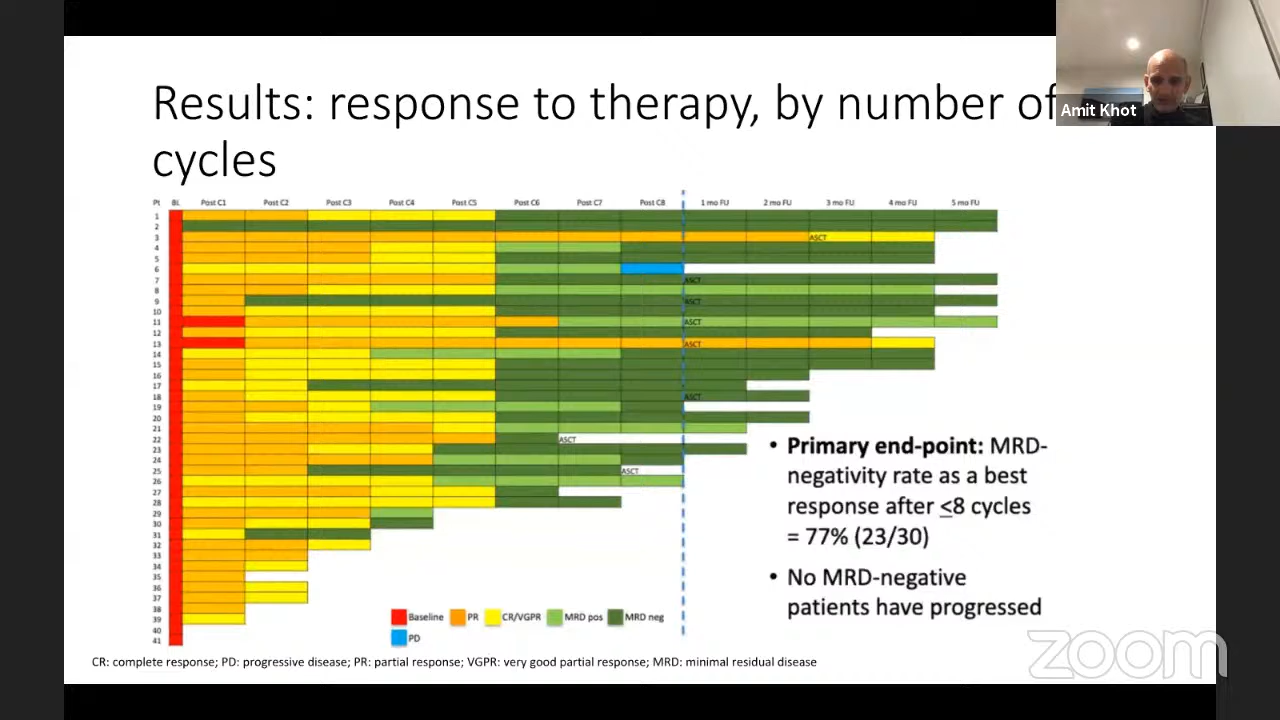 Amit Khot
Results: response to therapy, by number of
cycles
Pt BL Post C1 Post C2 Post C3 Post C4 Post C5 Post C6 Post C7 Post C8 1 mo FU 2 mo FU 3 mo FU 4 mo FU 5 mo FU
1
2
3 ASCT
4
5
6
7 ASCT
8
9 ASCT
10
11 ASCT
12
13 ASCT
14
15
16
17
18 ASCT
19
20
21
22 ASCT
23
24
25 ASCT
26
27
28
29
30
31
32
33
34
35
36
37
38
39
40
41
• Primary end-point: MRD-
negativity rate as a best
response after ≤8 cycles
= 77% (23/30)
• No MRD-negative
patients have progressed
Baseline PR CR/VGPR MRD pos MRD neg
PD
CR: complete response; PD: progressive disease; PR: partial response; VGPR: very good partial response; MRD: minimal residual disease
zoom